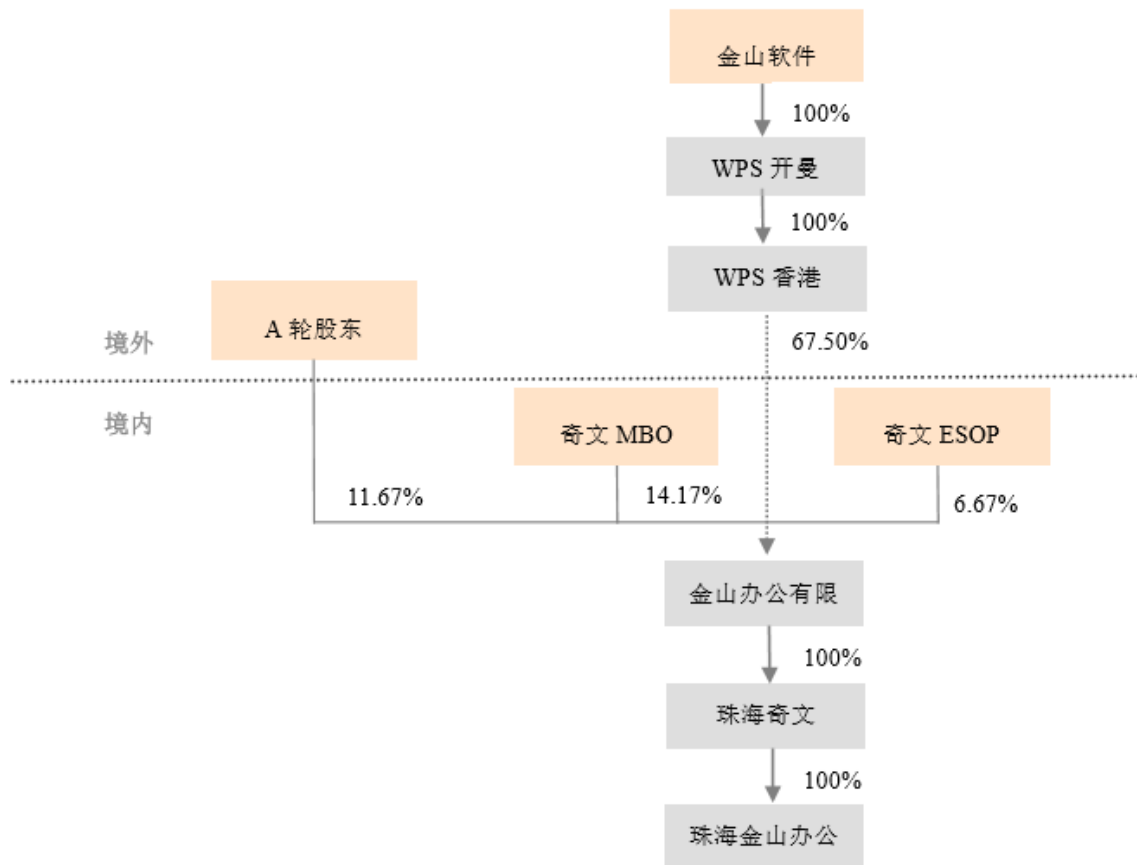 金山软件
100%
WPS 开曼
100%
WPS 香港
A 轮股东
境外
67.50%
境内
奇文 MBO
奇文 ESOP
11.67%
14.17%
6.67%
金山办公有限
100%
珠海奇文
100%
珠海金山办公